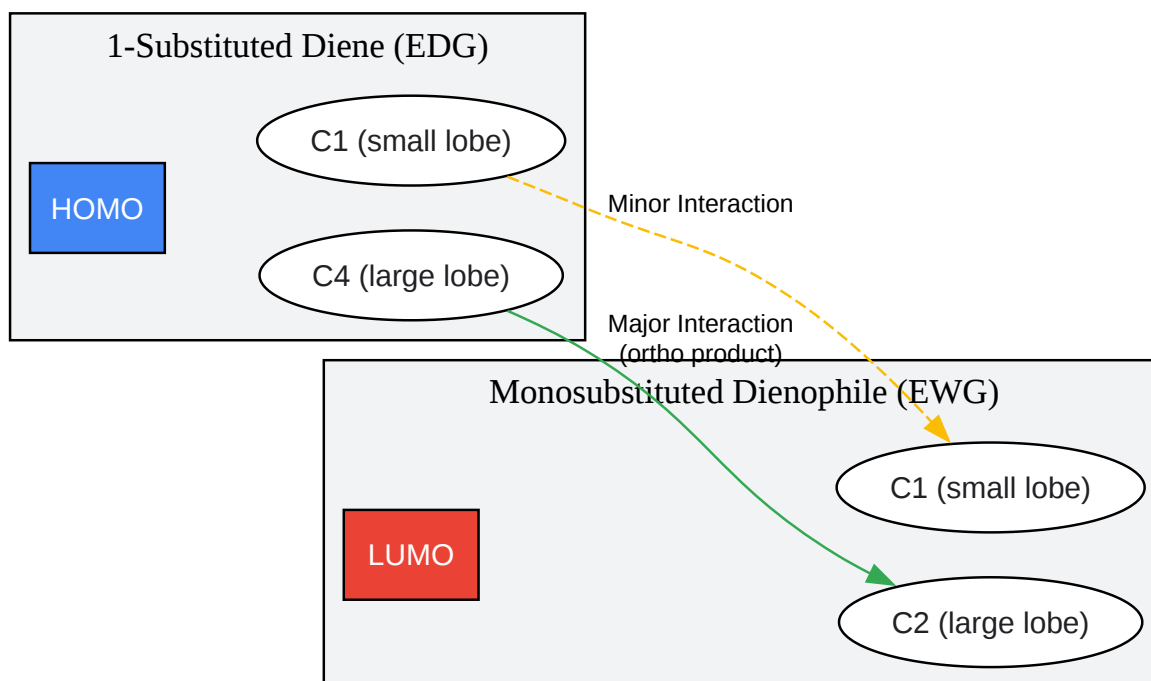 1-Substituted Diene (EDG)
C1 (small lobe)
HOMO
C4 (large lobe)
Minor Interaction
Major Interaction
(ortho product)
Monosubstituted Dienophile (EWG)
C1 (small lobe)
LUMO
C2 (large lobe)